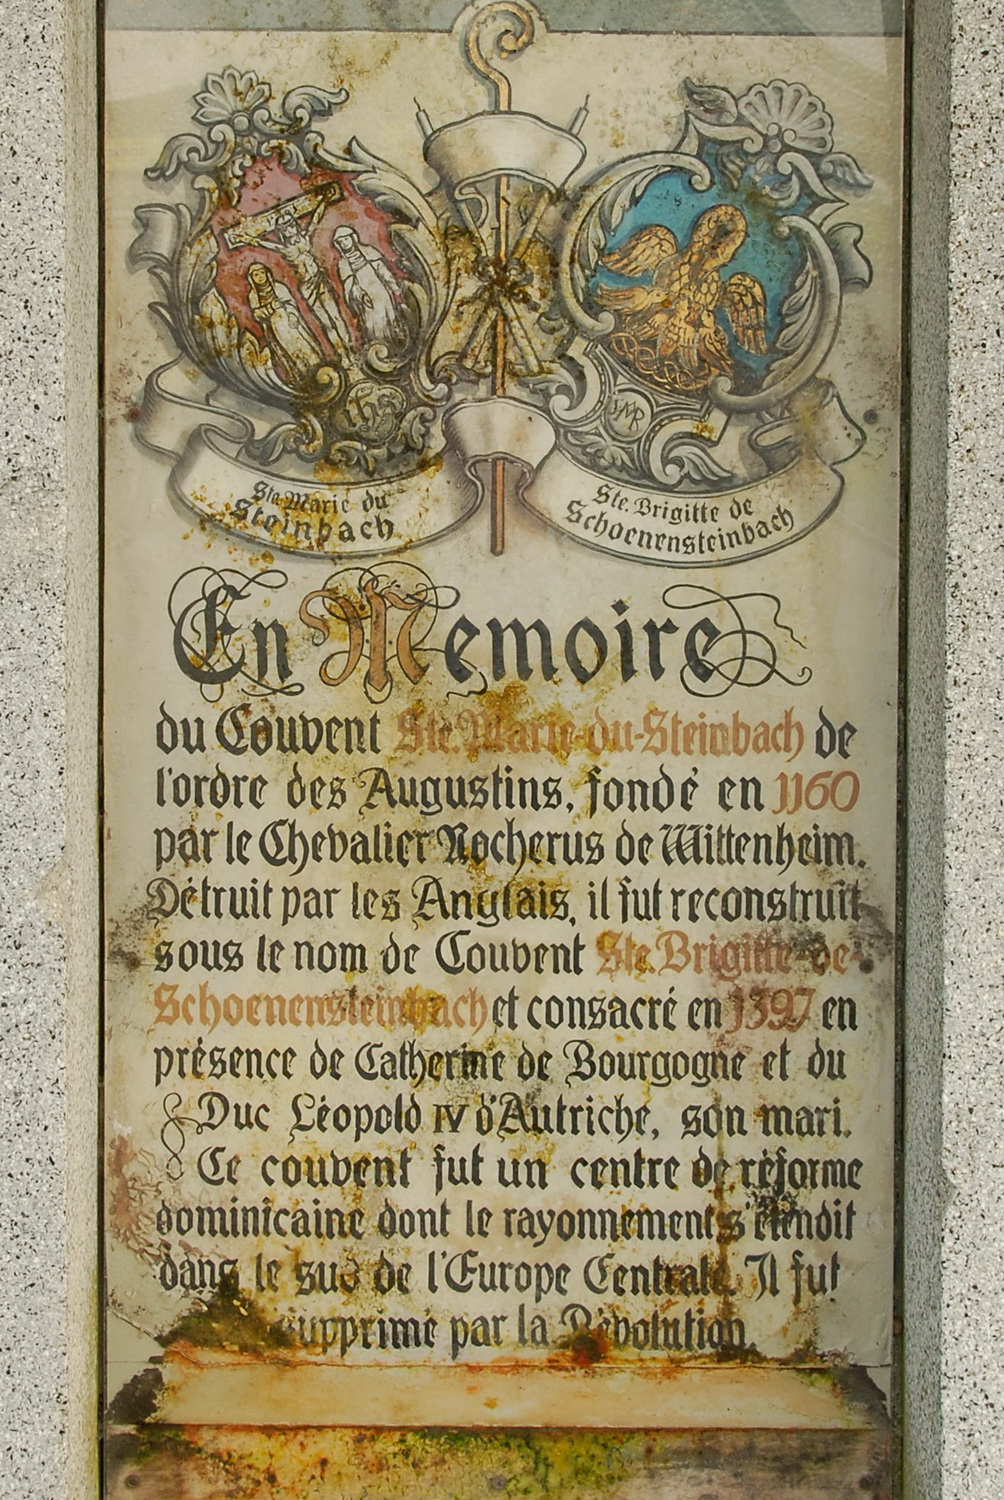 ihs
Ste Marie du
Steinbach
Ste. Brigitte de
Schoenensteinbach
En Memoire
du Couvent Ste. Marie-du-Steinbach de
l'ordre des Augustins, fondé en 1160
par le Chevalier Nocherus de Wittenheim.
Détruit par les Anglais, il fut reconstruit
sous le nom de Couvent Ste. Brigitte-de-
Schoenensteinbach et consacré en 1397 en
présence de Catherine de Bourgogne et du
Duc Léopold IV d'Autriche, son mari.
Ce couvent fut un centre de réforme
dominicaine dont le rayonnement s'étendit
dans le sud de l'Europe Centrale. Il fut
supprimé par la Révolution.